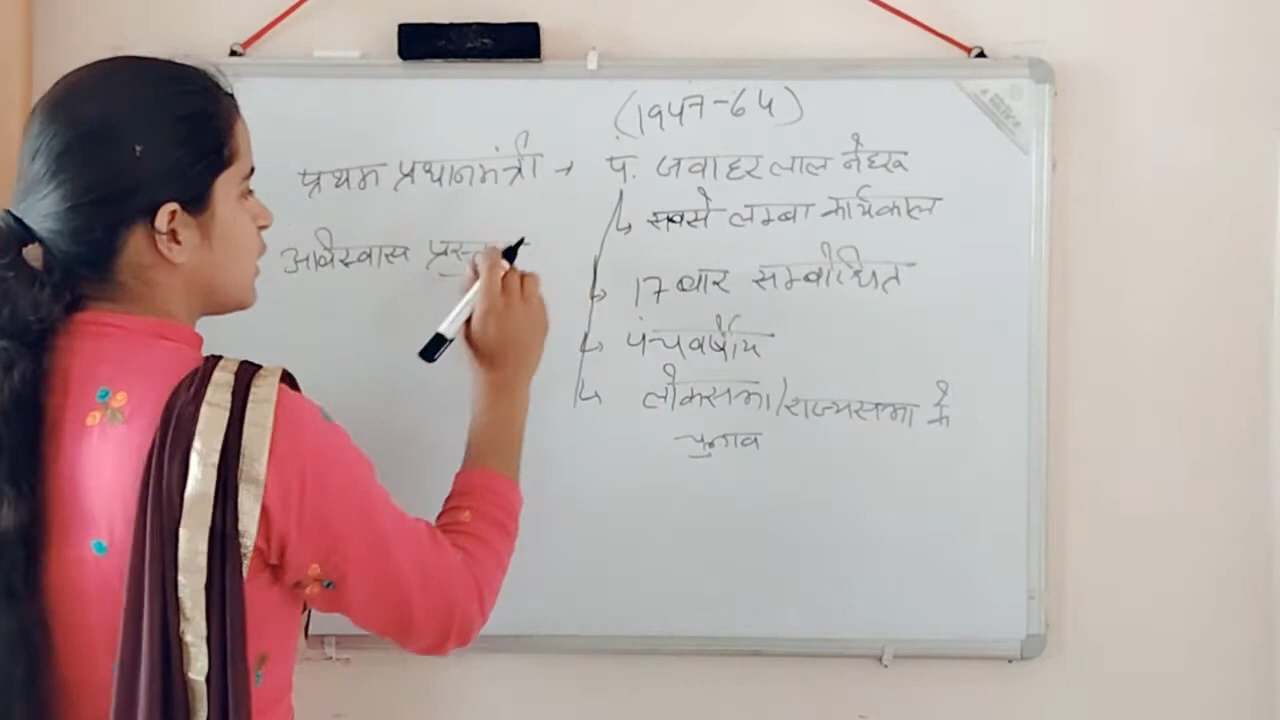 (1947-64)
प्रथम प्रधानमंत्री → पं. जवाहरलाल नेहरू
↳ सबसे लम्बा कार्यकाल
अविस्वास
↳ 17 बार सम्बोधित
↳ पंचवर्षीय
↳ लोकसभा/राज्यसभा के
चुनाव